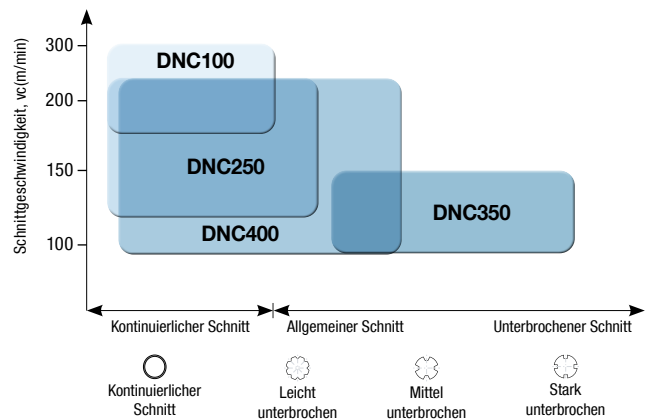 Schnittgeschwindigkeit, vc(m/min)
300
200
150
100
DNC100
DNC250
DNC400
DNC350
Kontinuierlicher Schnitt
Allgemeiner Schnitt
Unterbrochener Schnitt
Kontinuierlicher
Schnitt
Leicht
unterbrochen
Mittel
unterbrochen
Stark
unterbrochen